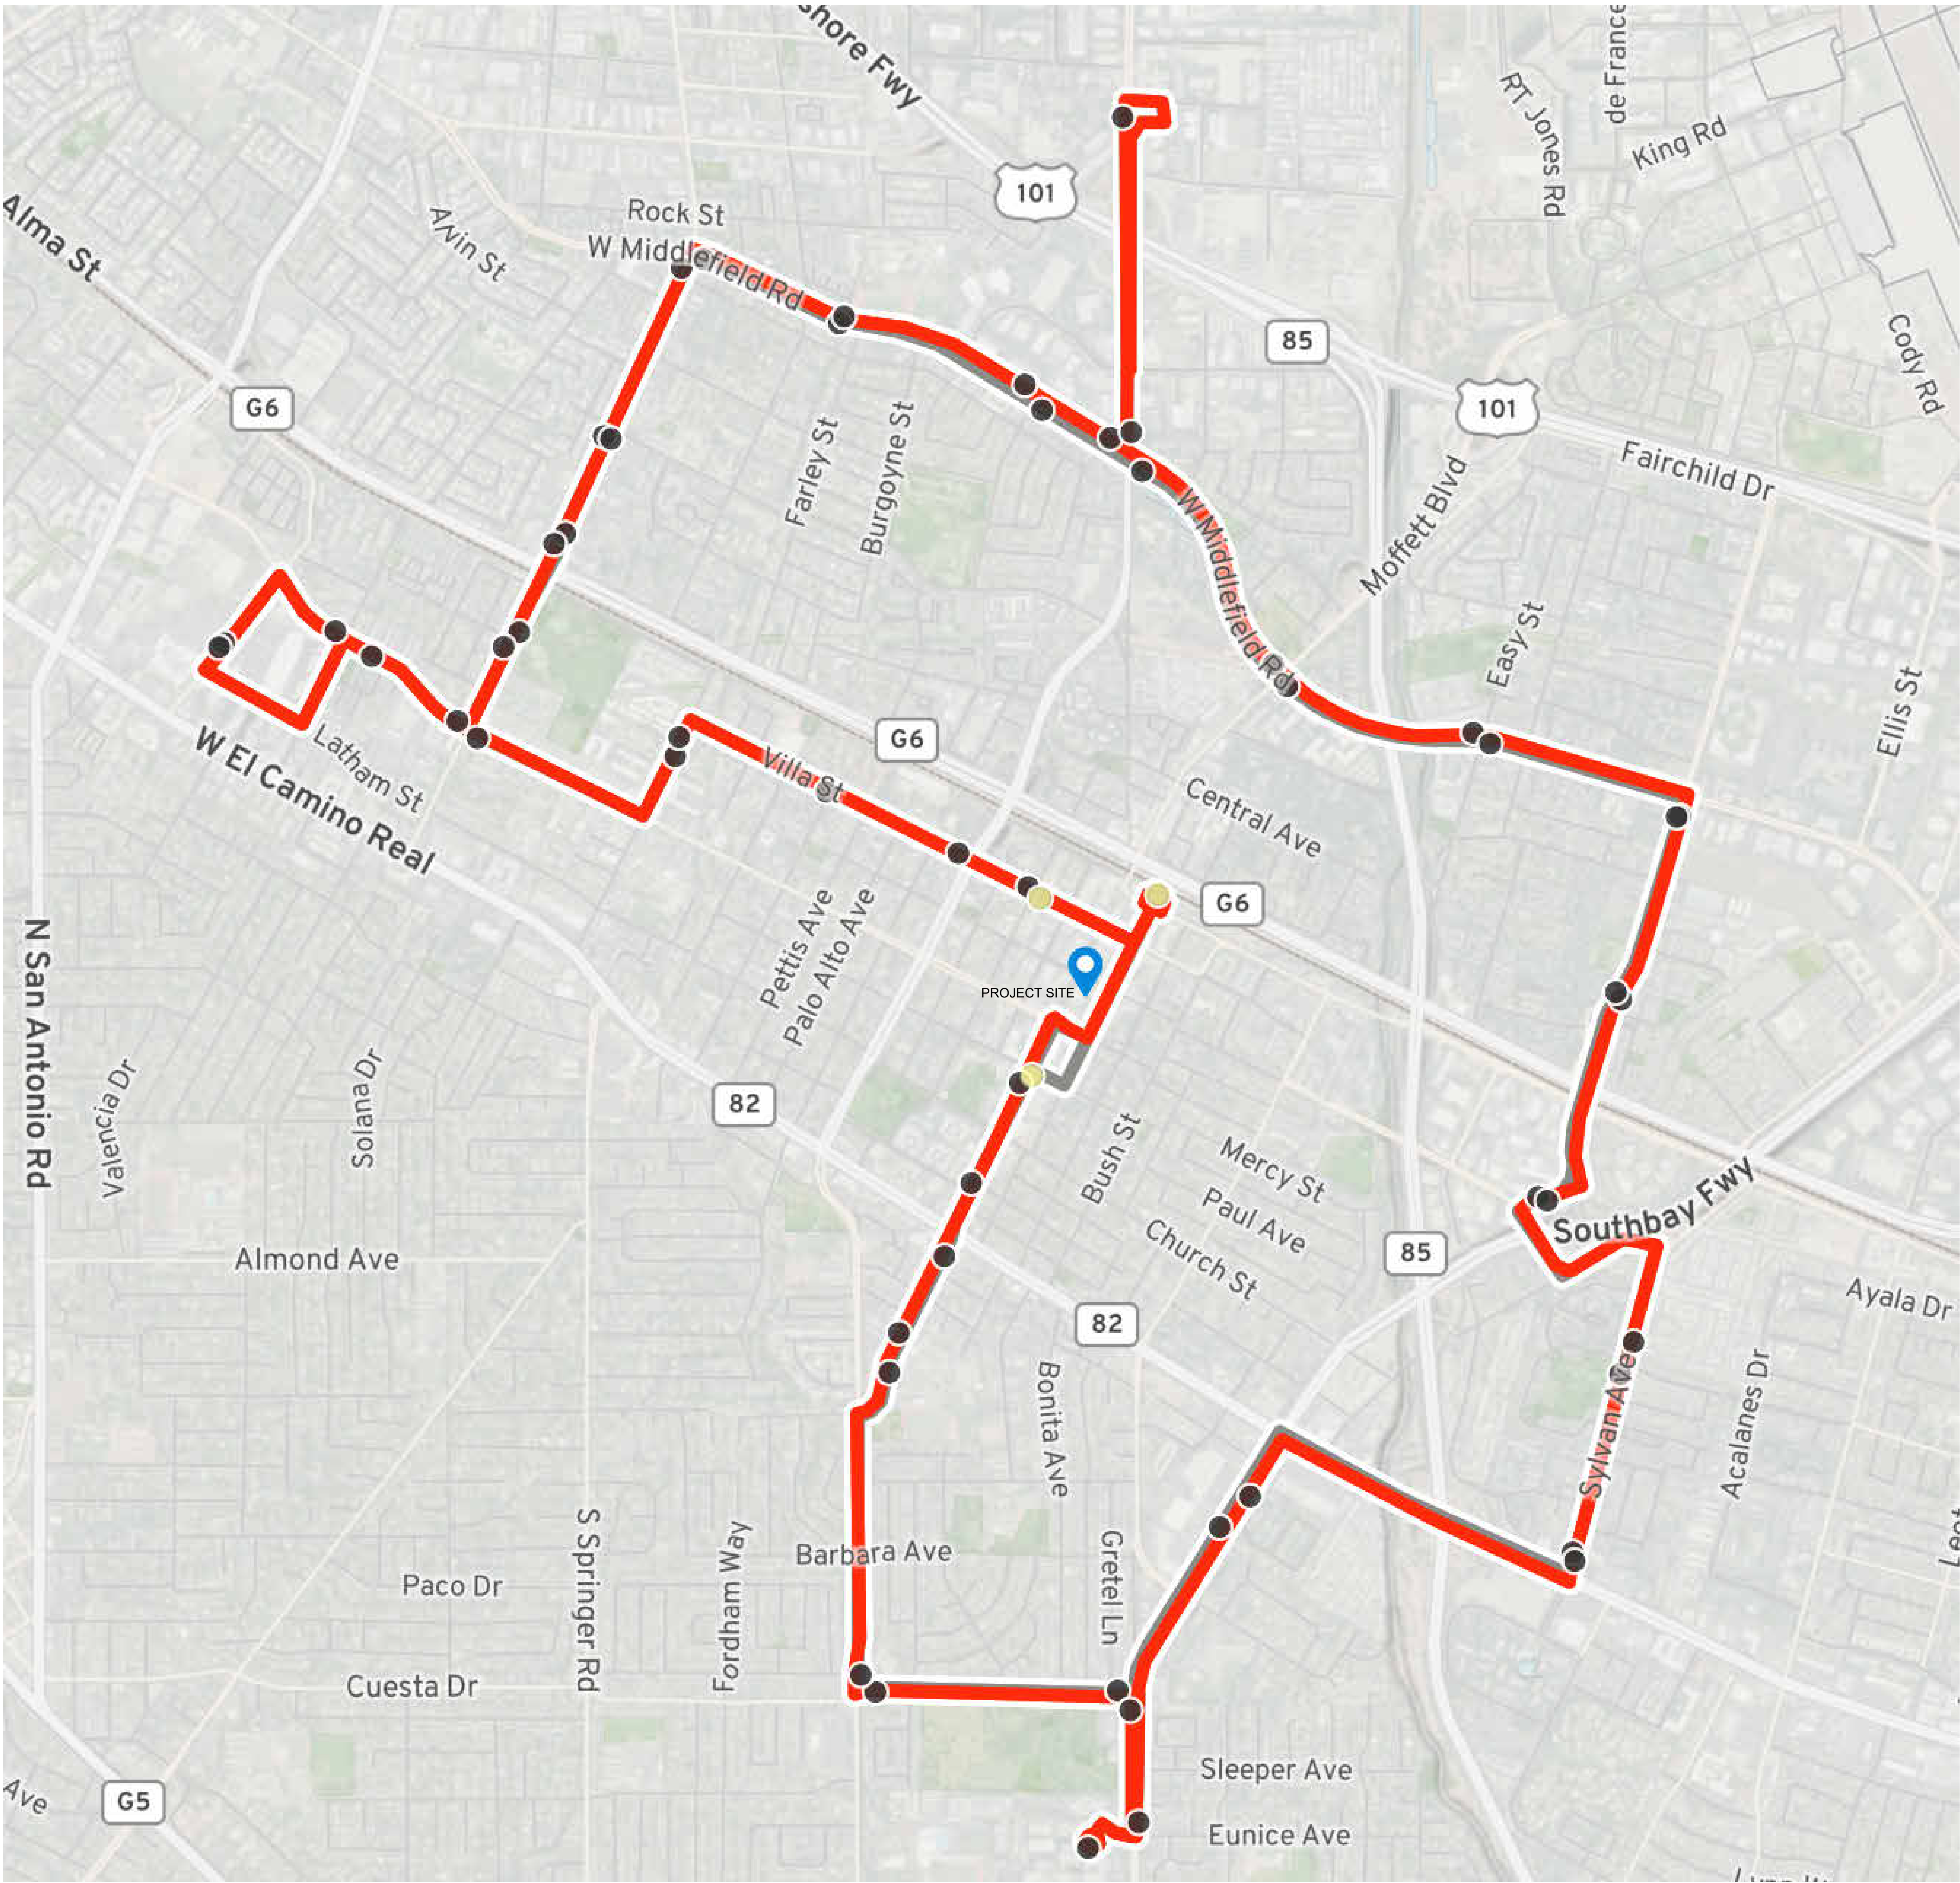 shore Fwy
de France
RT Jones Rd
King Rd
101
Rock St
Alma St
Alvin St
W Middlefield Rd
85
Cody Rd
G6
101
Farley St
Burgoyne St
Fairchild Dr
W Middlefield Rd
Moffett Blvd
Easy St
Ellis St
Latham St
W El Camino Real
G6
Villa St
Central Ave
G6
Pettis Ave
Palo Alto Ave
N San Antonio Rd
PROJECT SITE
Valencia Dr
Solana Dr
82
Bush St
Mercy St
Paul Ave
Church St
Southbay Fwy
85
Almond Ave
Ayala Dr
82
Bonita Ave
Sylvan Ave
Acalanes Dr
S Springer Rd
Fordham Way
Barbara Ave
Gretel Ln
Paco Dr
Cuesta Dr
Sleeper Ave
Ave
G5
Eunice Ave